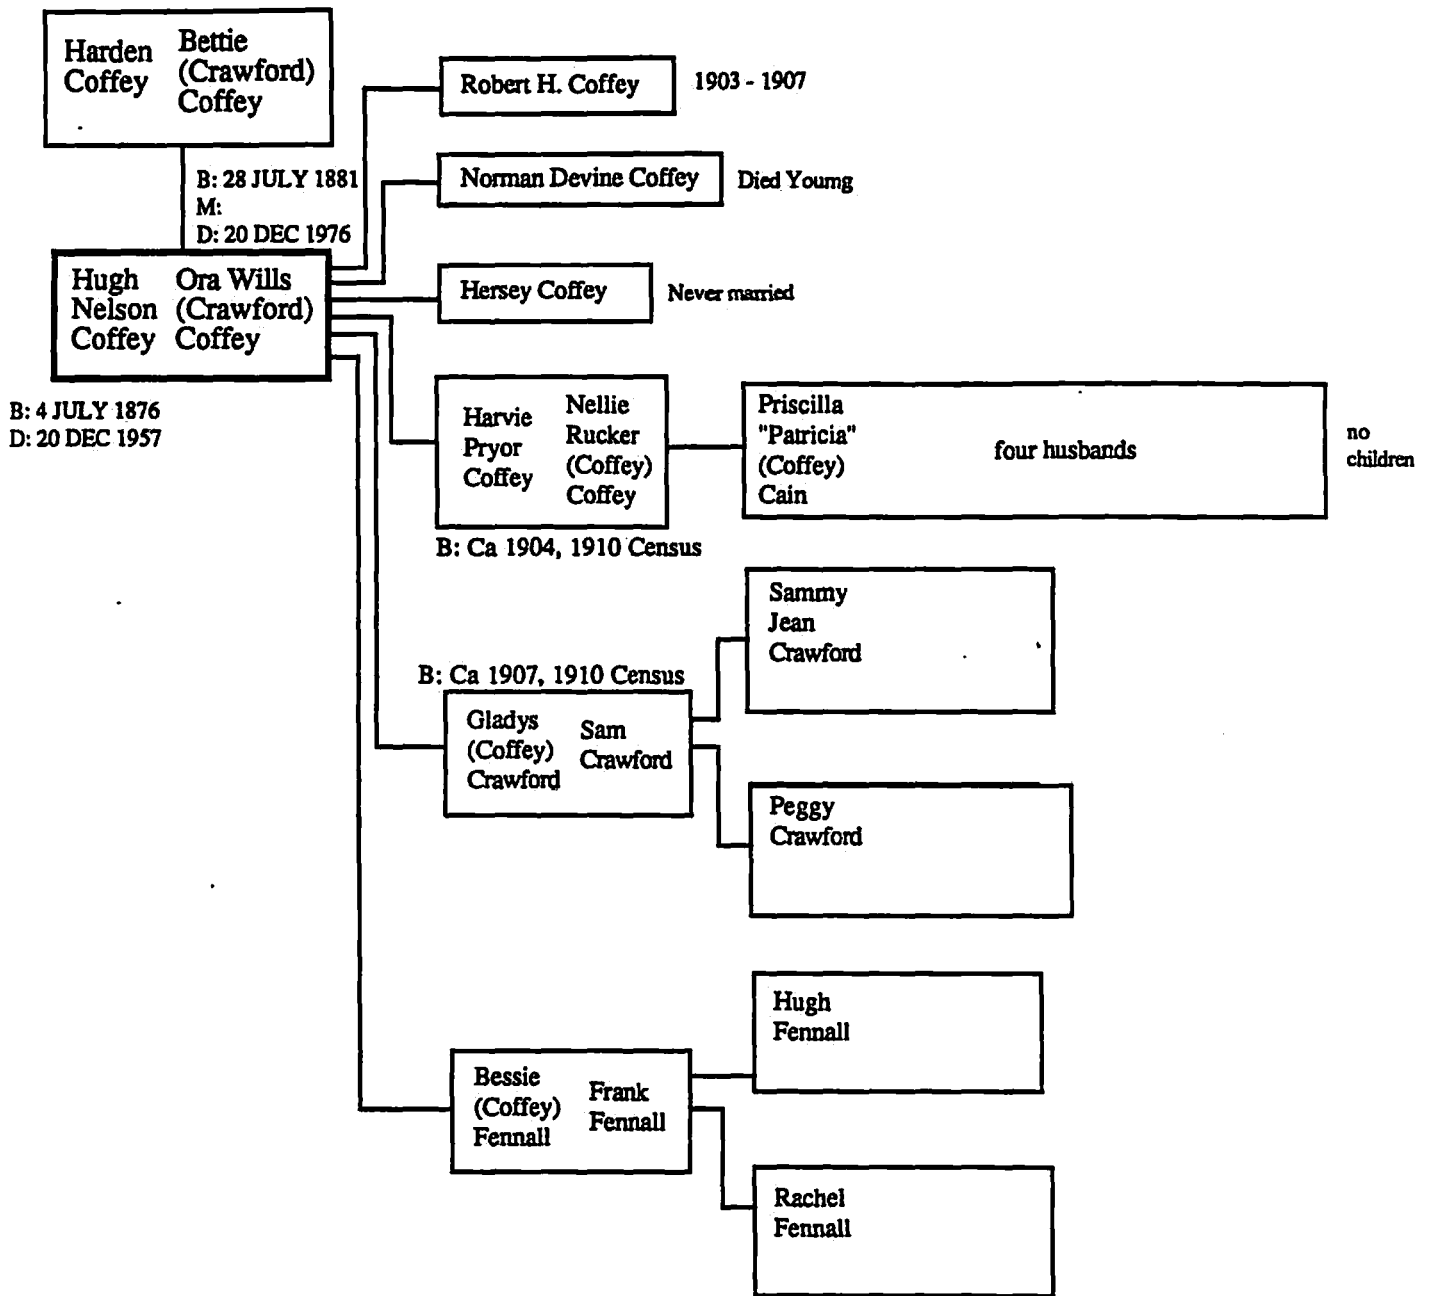 Harden
Coffey
Bettie
(Crawford)
Coffey
Robert H. Coffey
1903 - 1907
B: 28 JULY 1881
M:
D: 20 DEC 1976
Norman Devine Coffey
Died Youmg
Hugh
Nelson
Coffey
Ora Wills
(Crawford)
Coffey
Hersey Coffey
Never married
B: 4 JULY 1876
D: 20 DEC 1957
Harvie
Pryor
Coffey
Nellie
Rucker
(Coffey)
Coffey
Priscilla
"Patricia"
(Coffey)
Cain
four husbands
no
children
B: Ca 1904, 1910 Census
Sammy
Jean
Crawford
B: Ca 1907, 1910 Census
Gladys
(Coffey)
Crawford
Sam
Crawford
Peggy
Crawford
Hugh
Fennall
Bessie
(Coffey)
Fennall
Frank
Fennall
Rachel
Fennall